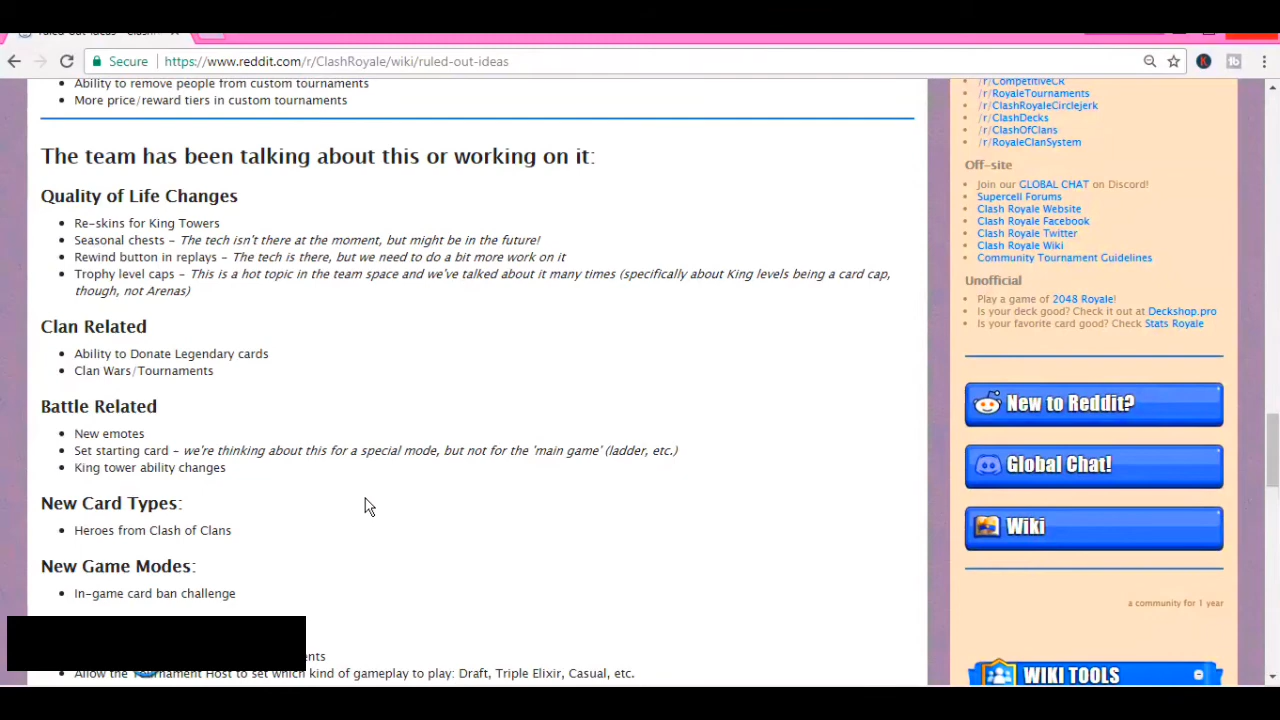 Secure https://www.reddit.com/r/ClashRoyale/wiki/ruled-out-ideas
Ability to remove people from custom tournaments
More price/reward tiers in custom tournaments
The team has been talking about this or working on it:
Quality of Life Changes
Re-skins for King Towers
Seasonal chests - The tech isn't there at the moment, but might be in the future!
Rewind button in replays - The tech is there, but we need to do a bit more work on it
Trophy level caps - This is a hot topic in the team space and we've talked about it many times (specifically about King levels being a card cap,
though, not Arenas)
Clan Related
Ability to Donate Legendary cards
Clan Wars/Tournaments
Battle Related
New emotes
Set starting card - we're thinking about this for a special mode, but not for the 'main game' (ladder, etc.)
King tower ability changes
New Card Types:
Heroes from Clash of Clans
New Game Modes:
In-game card ban challenge
Allow the Tournament Host to set which kind of gameplay to play: Draft, Triple Elixir, Casual, etc.
/r/CompetitiveCR
/r/RoyaleTournaments
/r/ClashRoyaleCirclejerk
/r/ClashDecks
/r/ClashOfClans
/r/RoyaleClanSystem
Off-site
Join our GLOBAL CHAT on Discord!
Supercell Forums
Clash Royale Website
Clash Royale Facebook
Clash Royale Twitter
Clash Royale Wiki
Community Tournament Guidelines
Unofficial
Play a game of 2048 Royale!
Is your deck good? Check it out at Deckshop.pro
Is your favorite card good? Check Stats Royale
New to Reddit?
Global Chat!
Wiki
a community for 1 year
WIKI TOOLS